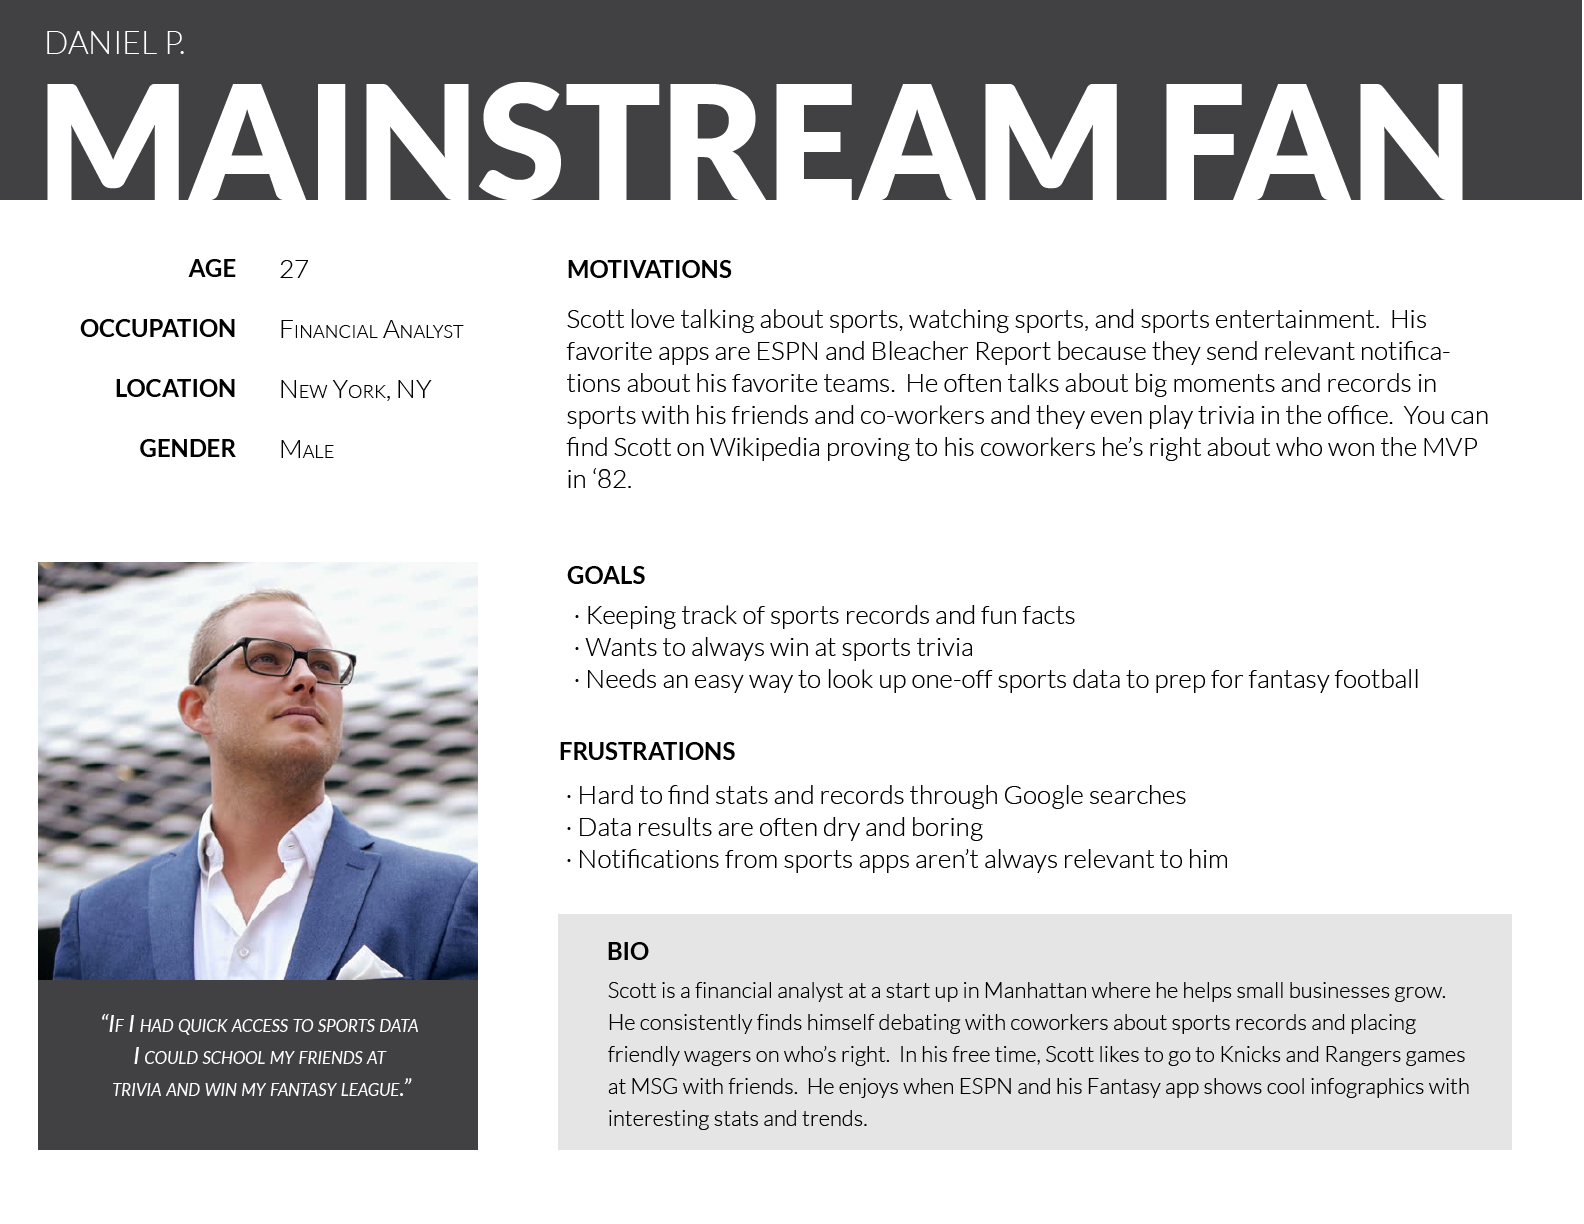 DANIEL P.
MAINSTREAM FAN
AGE 27
OCCUPATION Financial Analyst
LOCATION New York, NY
GENDER Male
“If I had quick access to sports data
I could school my friends at
trivia and win my fantasy league.”
MOTIVATIONS
Scott love talking about sports, watching sports, and sports entertainment.  His
favorite apps are ESPN and Bleacher Report because they send relevant notifica-
tions about his favorite teams.  He often talks about big moments and records in
sports with his friends and co-workers and they even play trivia in the office.  You can
find Scott on Wikipedia proving to his coworkers he’s right about who won the MVP
in ‘82.
GOALS
· Keeping track of sports records and fun facts
· Wants to always win at sports trivia
· Needs an easy way to look up one-off sports data to prep for fantasy football
FRUSTRATIONS
· Hard to find stats and records through Google searches
· Data results are often dry and boring
· Notifications from sports apps aren’t always relevant to him
BIO
Scott is a financial analyst at a start up in Manhattan where he helps small businesses grow.
He consistently finds himself debating with coworkers about sports records and placing
friendly wagers on who’s right.  In his free time, Scott likes to go to Knicks and Rangers games
at MSG with friends.  He enjoys when ESPN and his Fantasy app shows cool infographics with
interesting stats and trends.